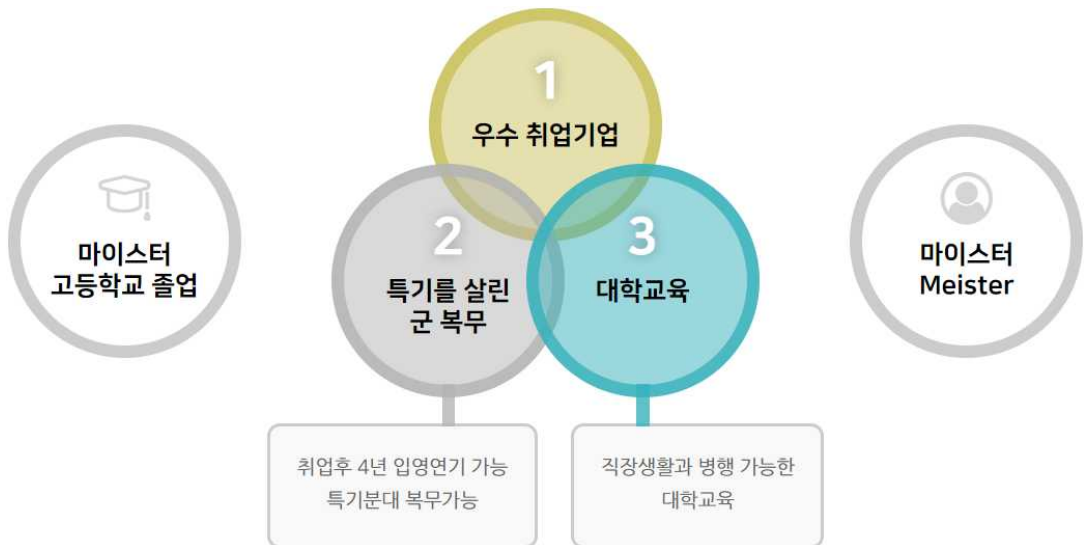 1
우수 취업기업
마이스터
고등학교 졸업
2
특기를 살린
군 복무
3
대학교육
마이스터
Meister
취업후 4년 입영연기 가능
특기분대 복무가능
직장생활과 병행 가능한
대학교육